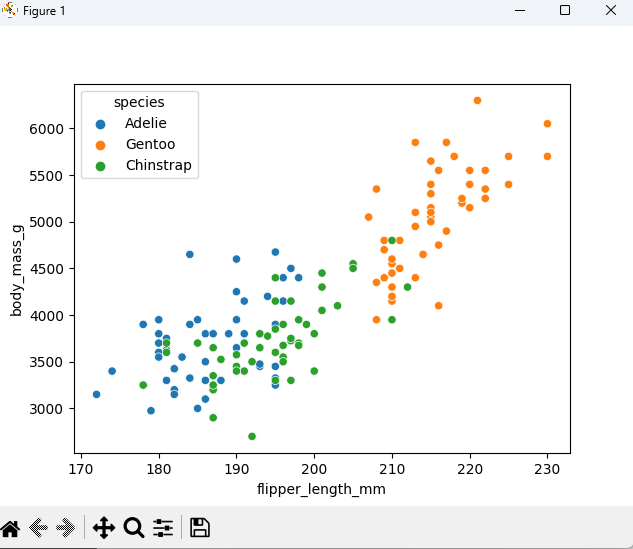 Figure 1
species
Adelie
Gentoo
Chinstrap
6000
5500
5000
4500
4000
3500
3000
body_mass_g
170 180 190 200 210 220 230
flipper_length_mm